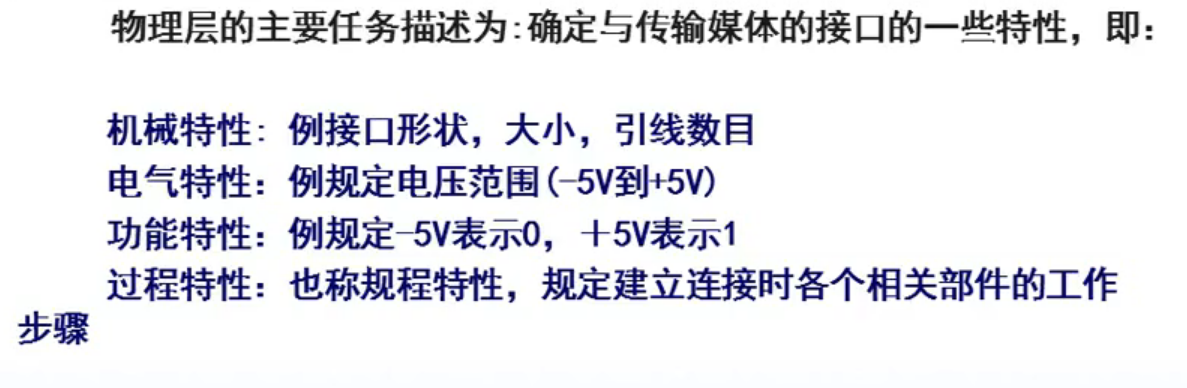 物理层的主要任务描述为:确定与传输媒体的接口的一些特性，即：
机械特性: 例接口形状，大小，引线数目
电气特性：例规定电压范围(-5V到+5V)
功能特性：例规定-5V表示0，＋5V表示1
过程特性：也称规程特性，规定建立连接时各个相关部件的工作
步骤